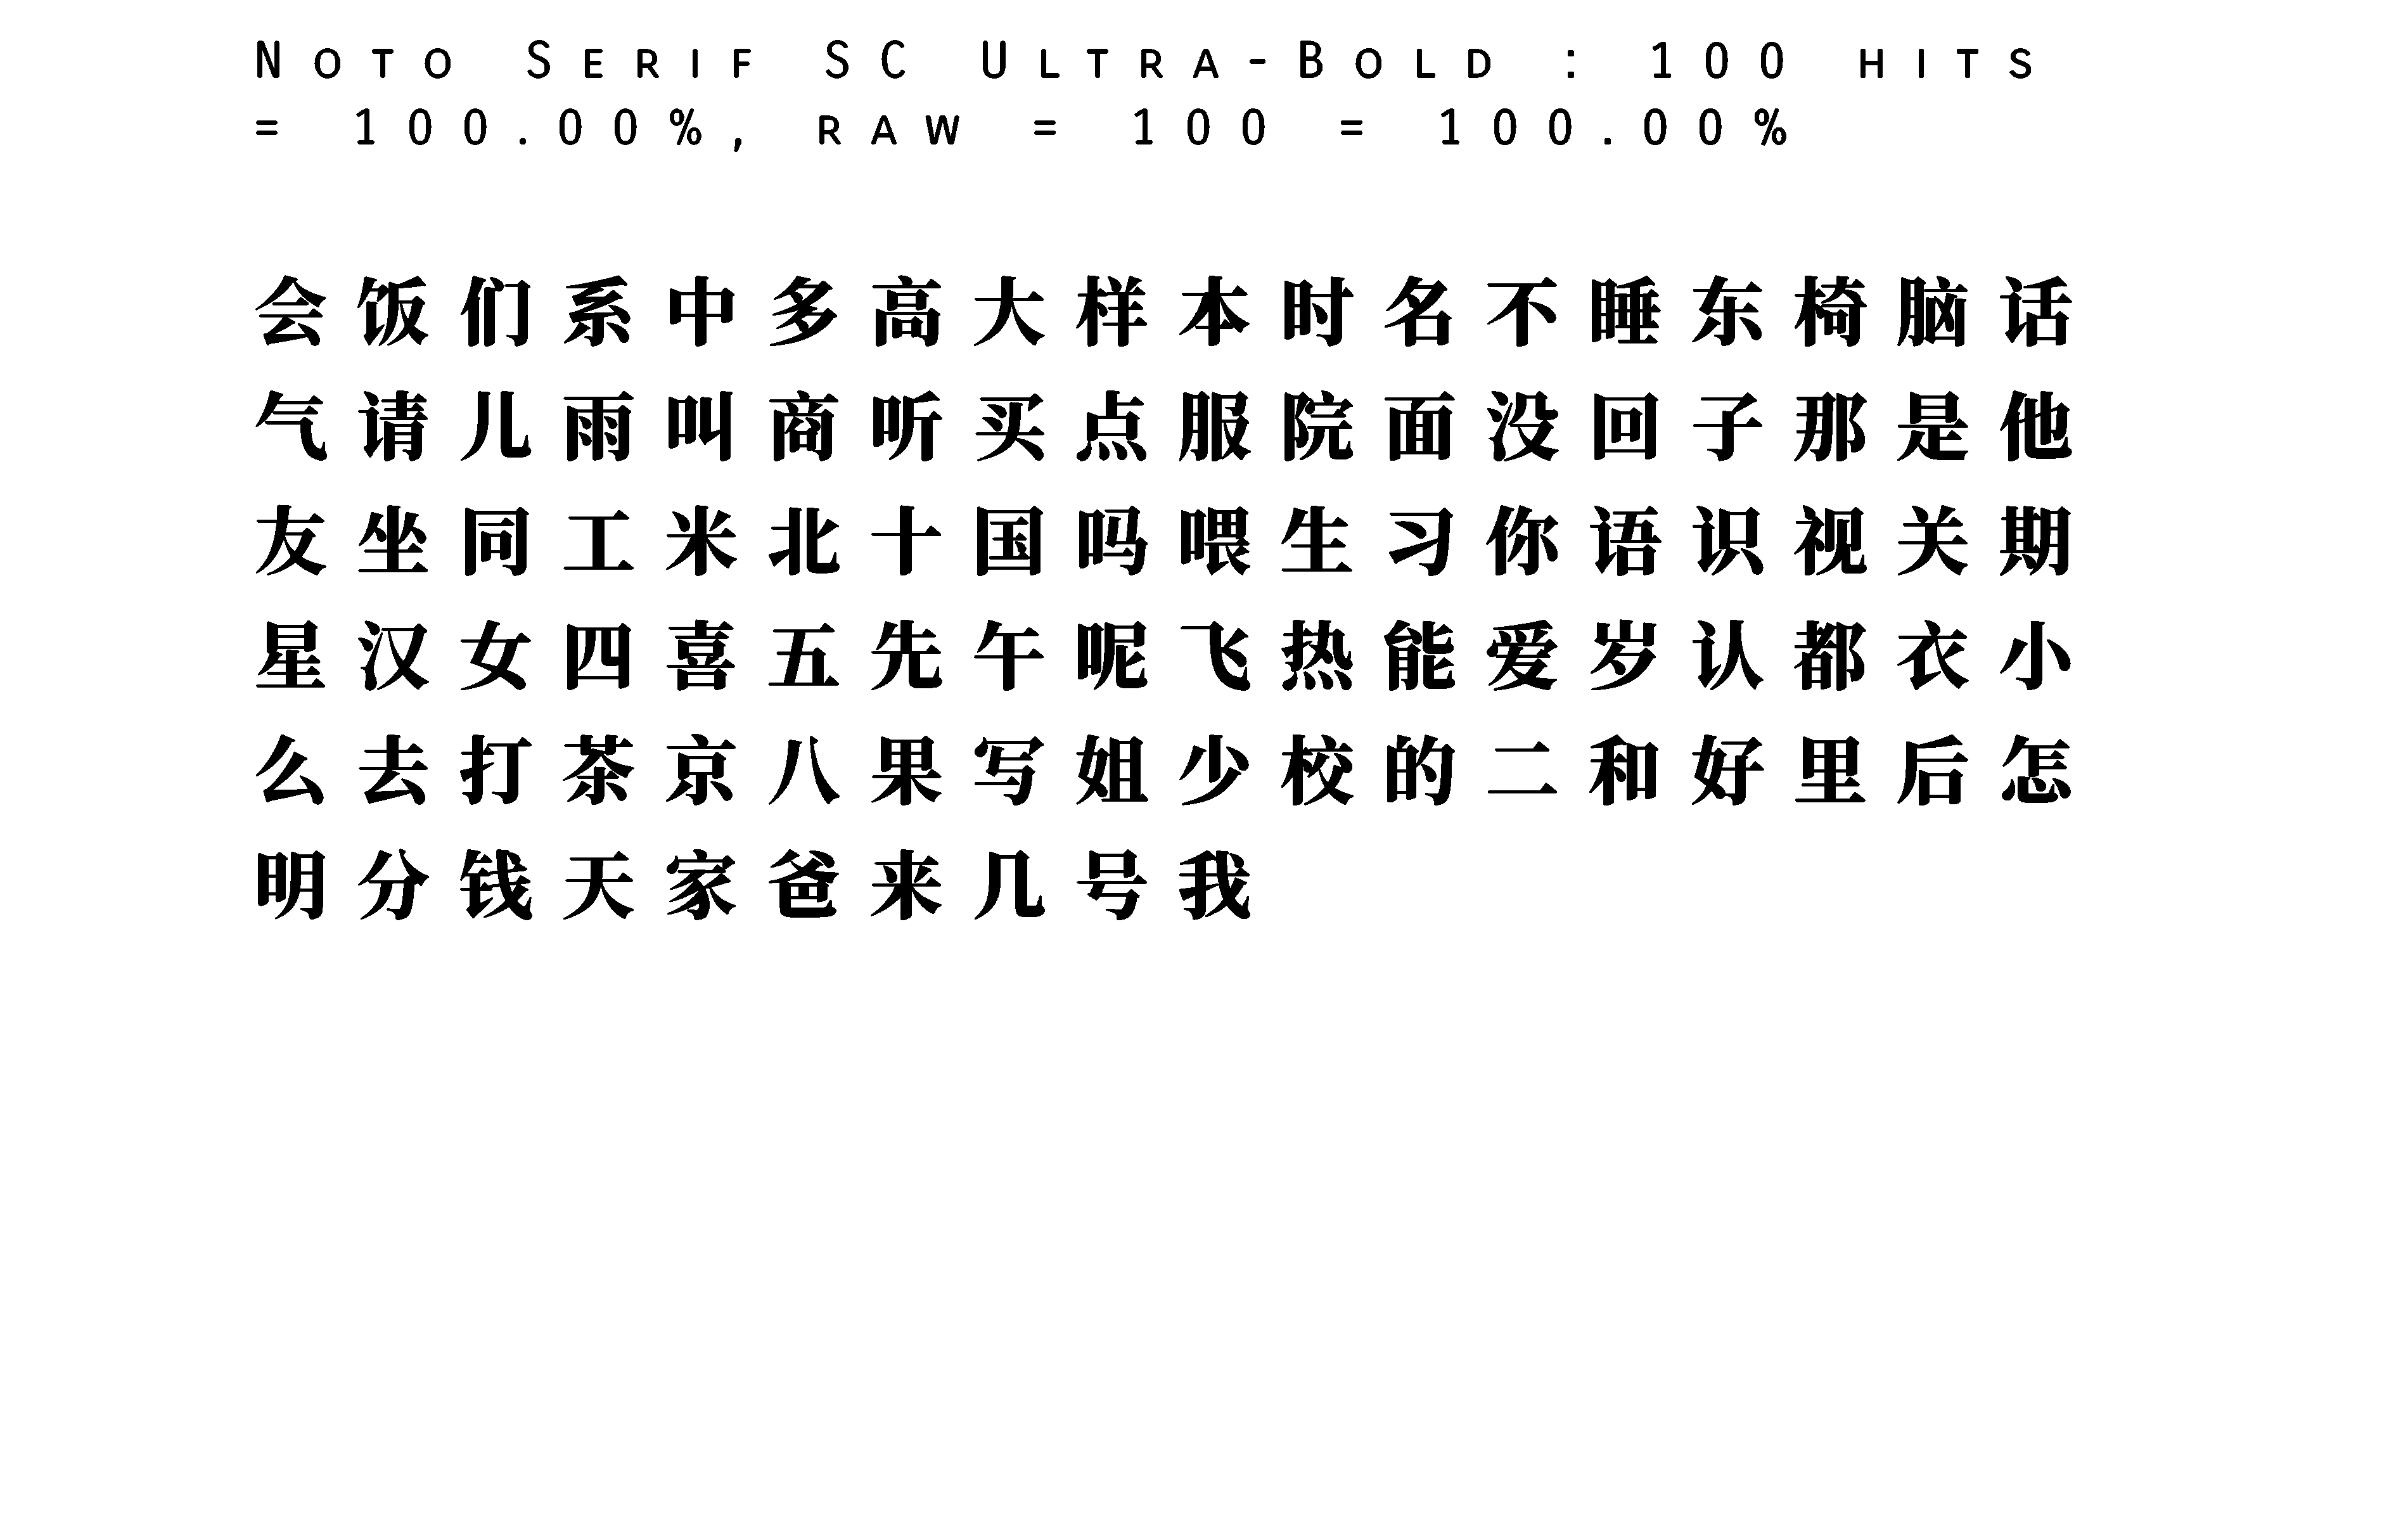 Noto Serif SC Ultra-Bold : 100 hits
= 100.00%, raw = 100 = 100.00%
会饭们系中多高大样本时名不睡东椅脑话
气请儿雨叫商听买点服院面没回子那是他
友坐同工米北十国吗喂生习你语识视关期
星汉女四喜五先午呢飞热能爱岁认都衣小
么去打茶京八果写姐少校的二和好里后怎
明分钱天家爸来几号我